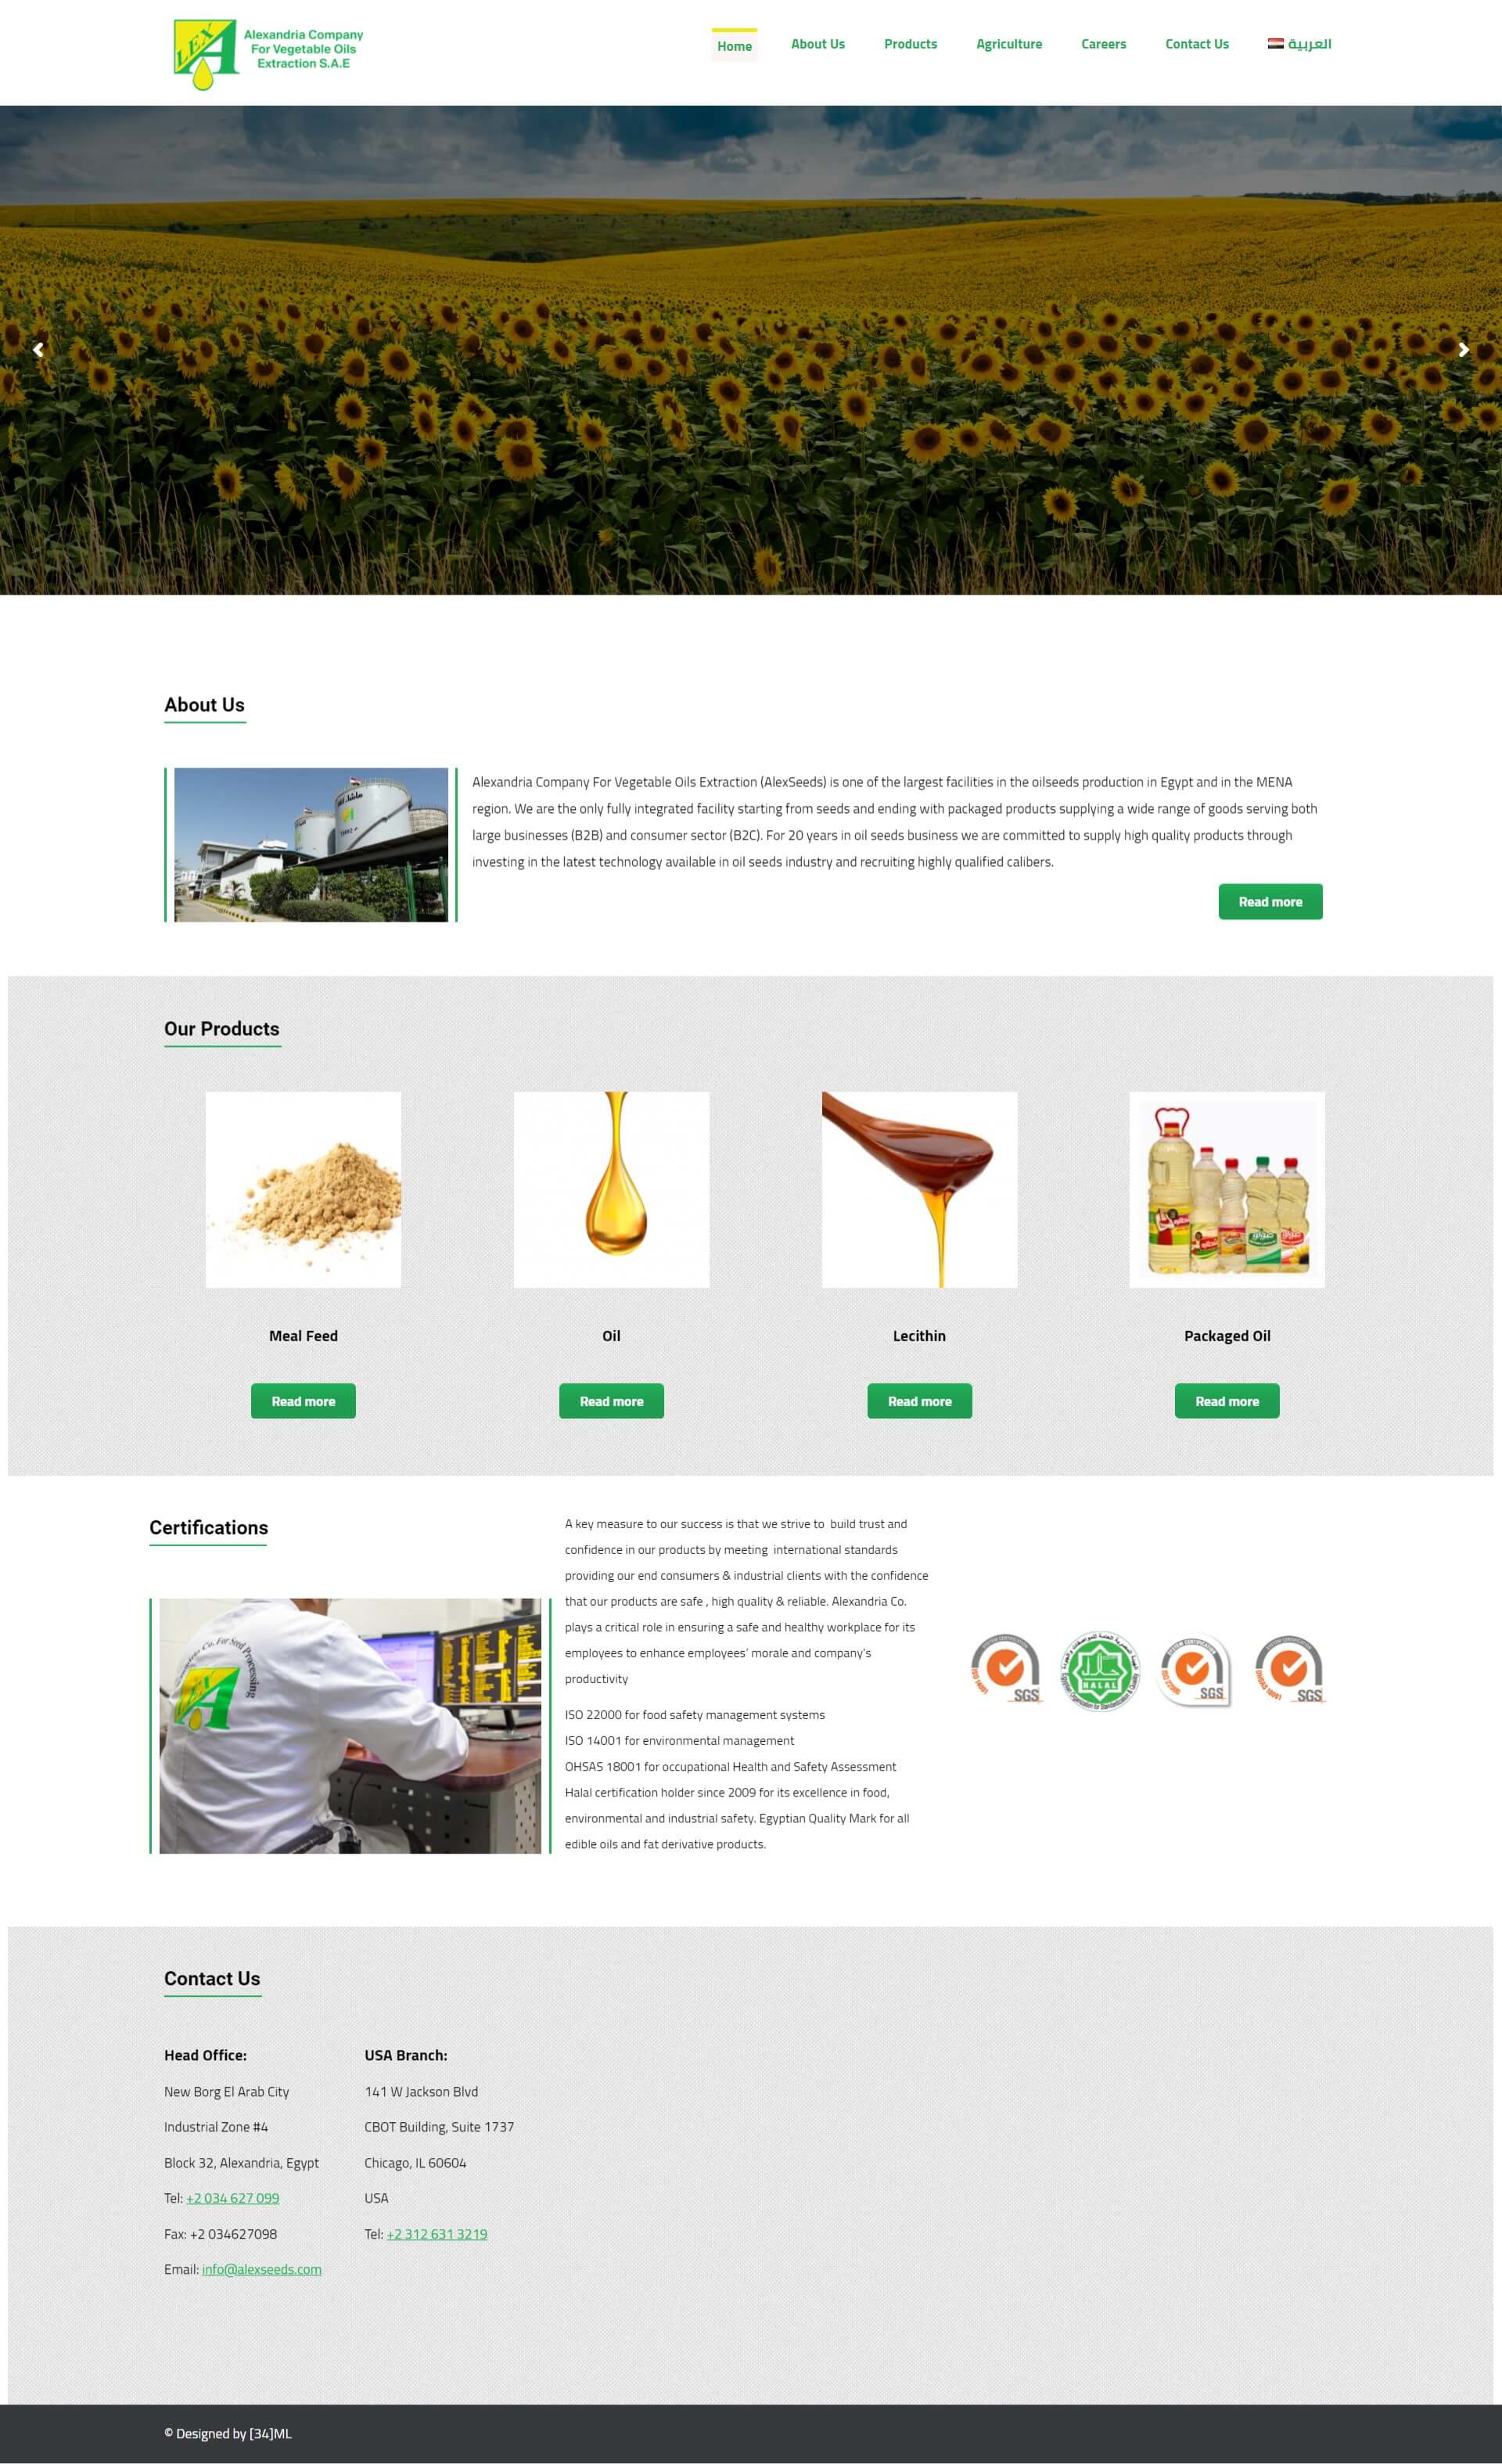 LEX A
Alexandria Company
For Vegetable Oils
Extraction S.A.E
Home
About Us
Products
Agriculture
Careers
Contact Us
العربية
About Us
Alexandria Company For Vegetable Oils Extraction (AlexSeeds) is one of the largest facilities in the oilseeds production in Egypt and in the MENA
region. We are the only fully integrated facility starting from seeds and ending with packaged products supplying a wide range of goods serving both
large businesses (B2B) and consumer sector (B2C). For 20 years in oil seeds business we are committed to supply high quality products through
investing in the latest technology available in oil seeds industry and recruiting highly qualified calibers.
Read more
Our Products
Meal Feed
Oil
Lecithin
Packaged Oil
Read more
Read more
Read more
Read more
Certifications
A key measure to our success is that we strive to  build trust and
confidence in our products by meeting  international standards
providing our end consumers & industrial clients with the confidence
that our products are safe , high quality & reliable. Alexandria Co.
plays a critical role in ensuring a safe and healthy workplace for its
employees to enhance employees’ morale and company’s
productivity
ISO 22000 for food safety management systems
ISO 14001 for environmental management
OHSAS 18001 for occupational Health and Safety Assessment
Halal certification holder since 2009 for its excellence in food,
environmental and industrial safety. Egyptian Quality Mark for all
edible oils and fat derivative products.
Co. For Seed Processing
A
ISO 14001
SGS
HALAL
SGS
SGS
Contact Us
Head Office:
New Borg El Arab City
Industrial Zone #4
Block 32, Alexandria, Egypt
Tel: +2 034 627 099
Fax: +2 034627098
Email: info@alexseeds.com
USA Branch:
141 W Jackson Blvd
CBOT Building, Suite 1737
Chicago, IL 60604
USA
Tel: +2 312 631 3219
© Designed by [34]ML